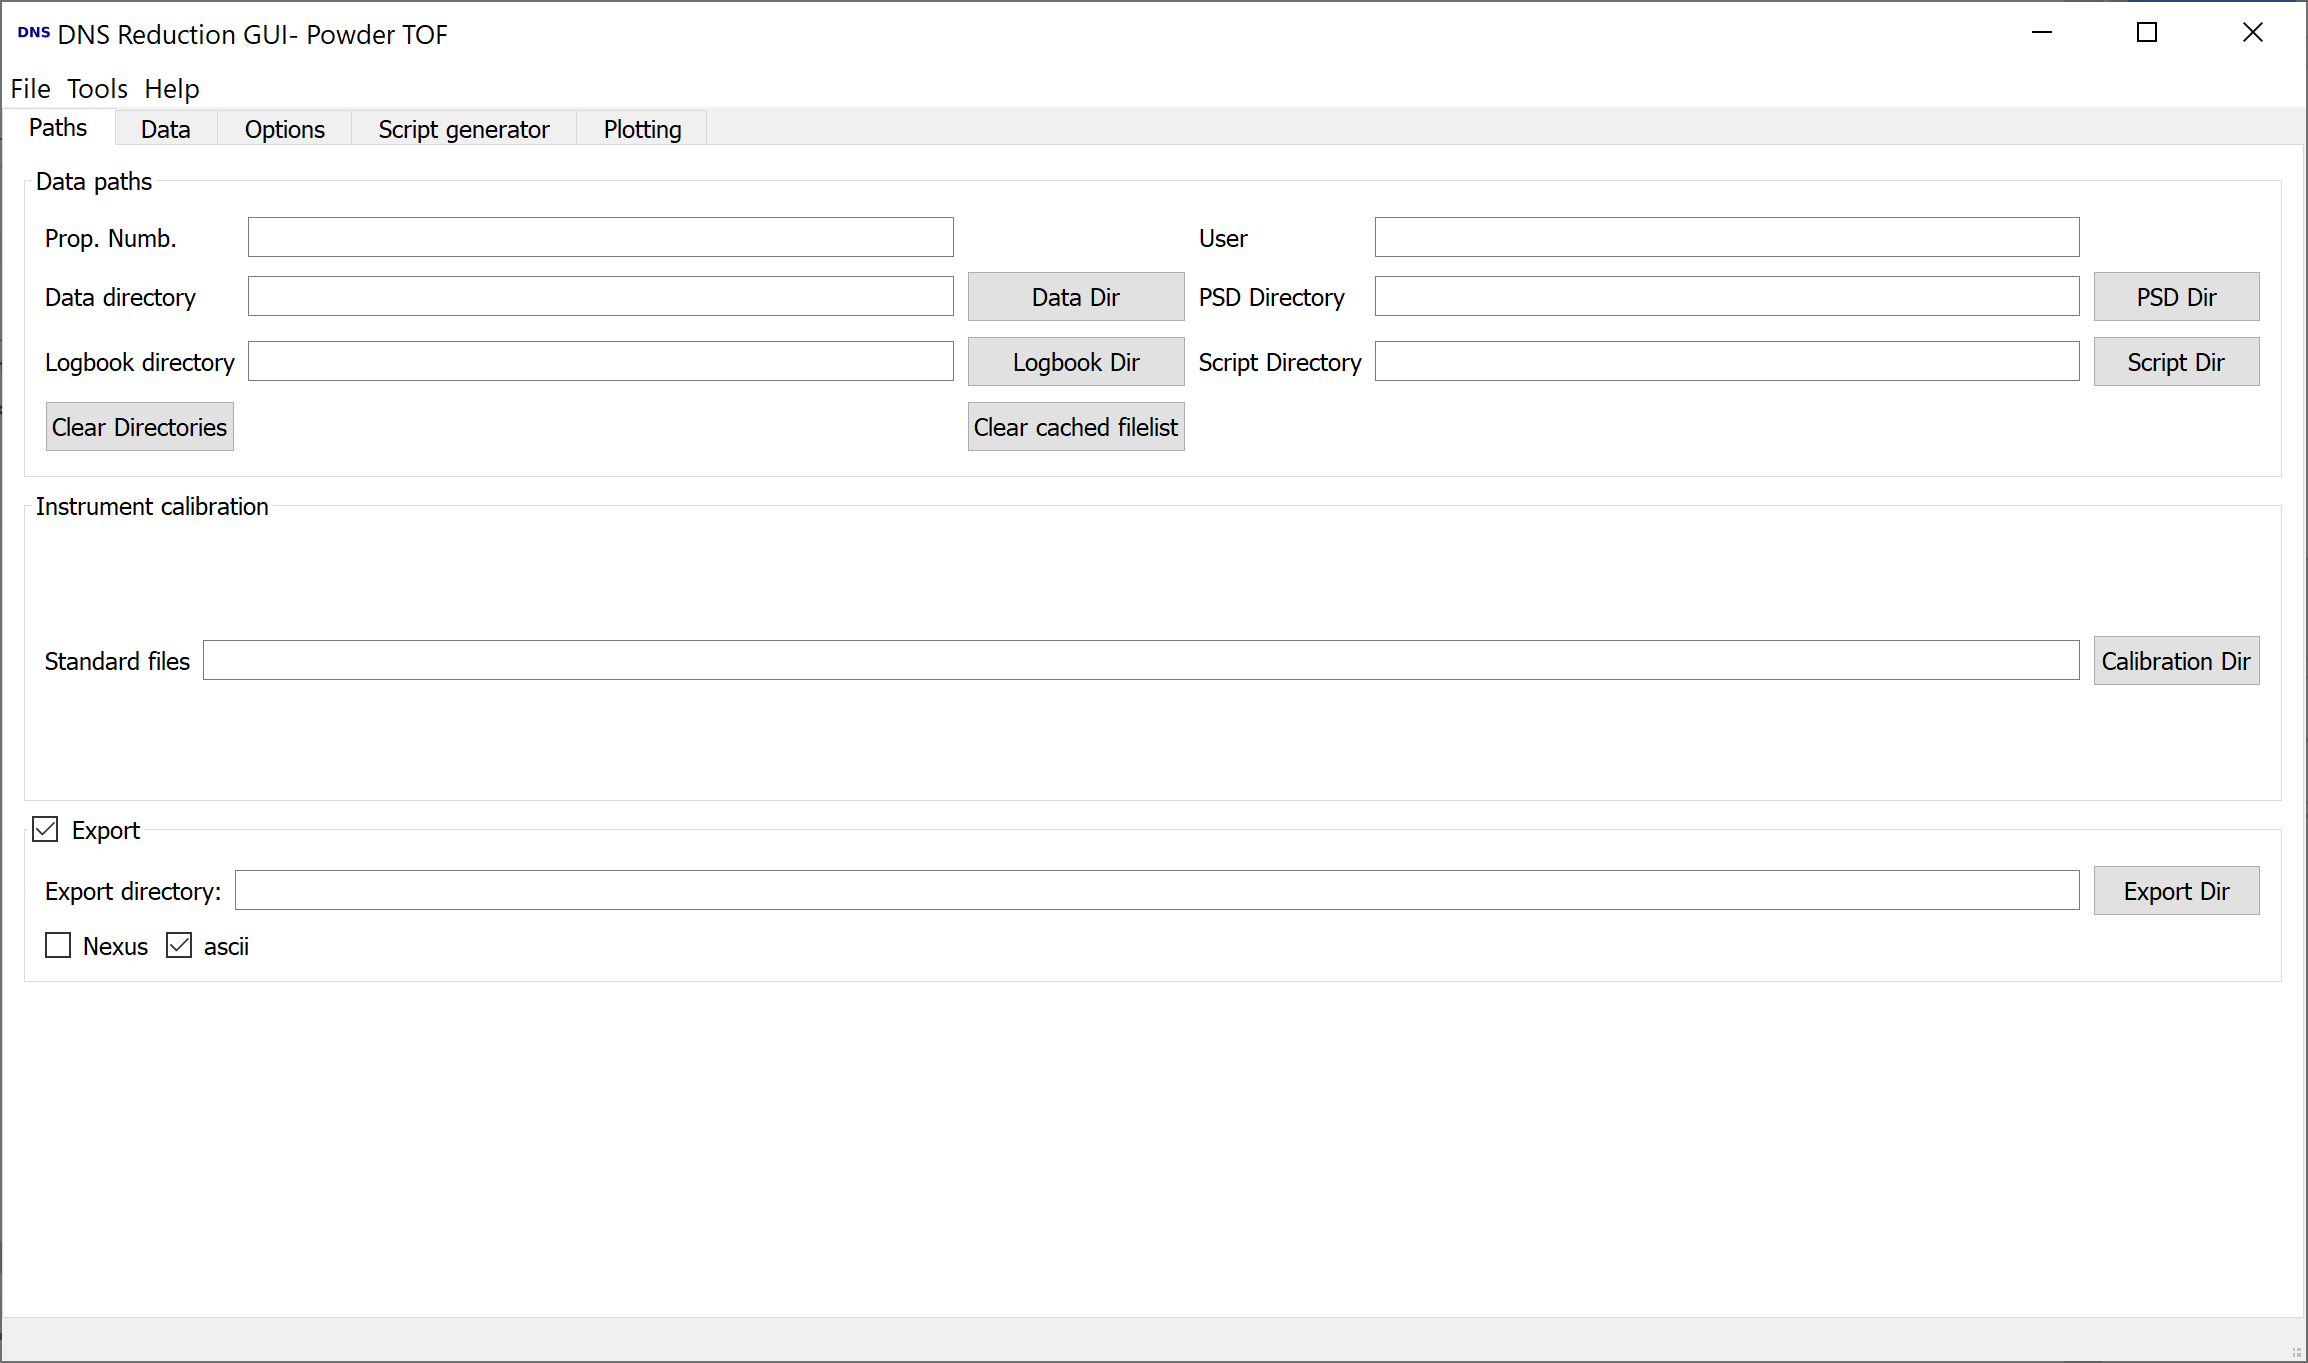 DNS DNS Reduction GUI- Powder TOF
File Tools Help
Paths Data Options Script generator Plotting
Data paths
Prop. Numb. User
Data directory Data Dir PSD Directory PSD Dir
Logbook directory Logbook Dir Script Directory Script Dir
Clear Directories Clear cached filelist
Instrument calibration
Standard files Calibration Dir
Export
Export directory: Export Dir
Nexus ascii